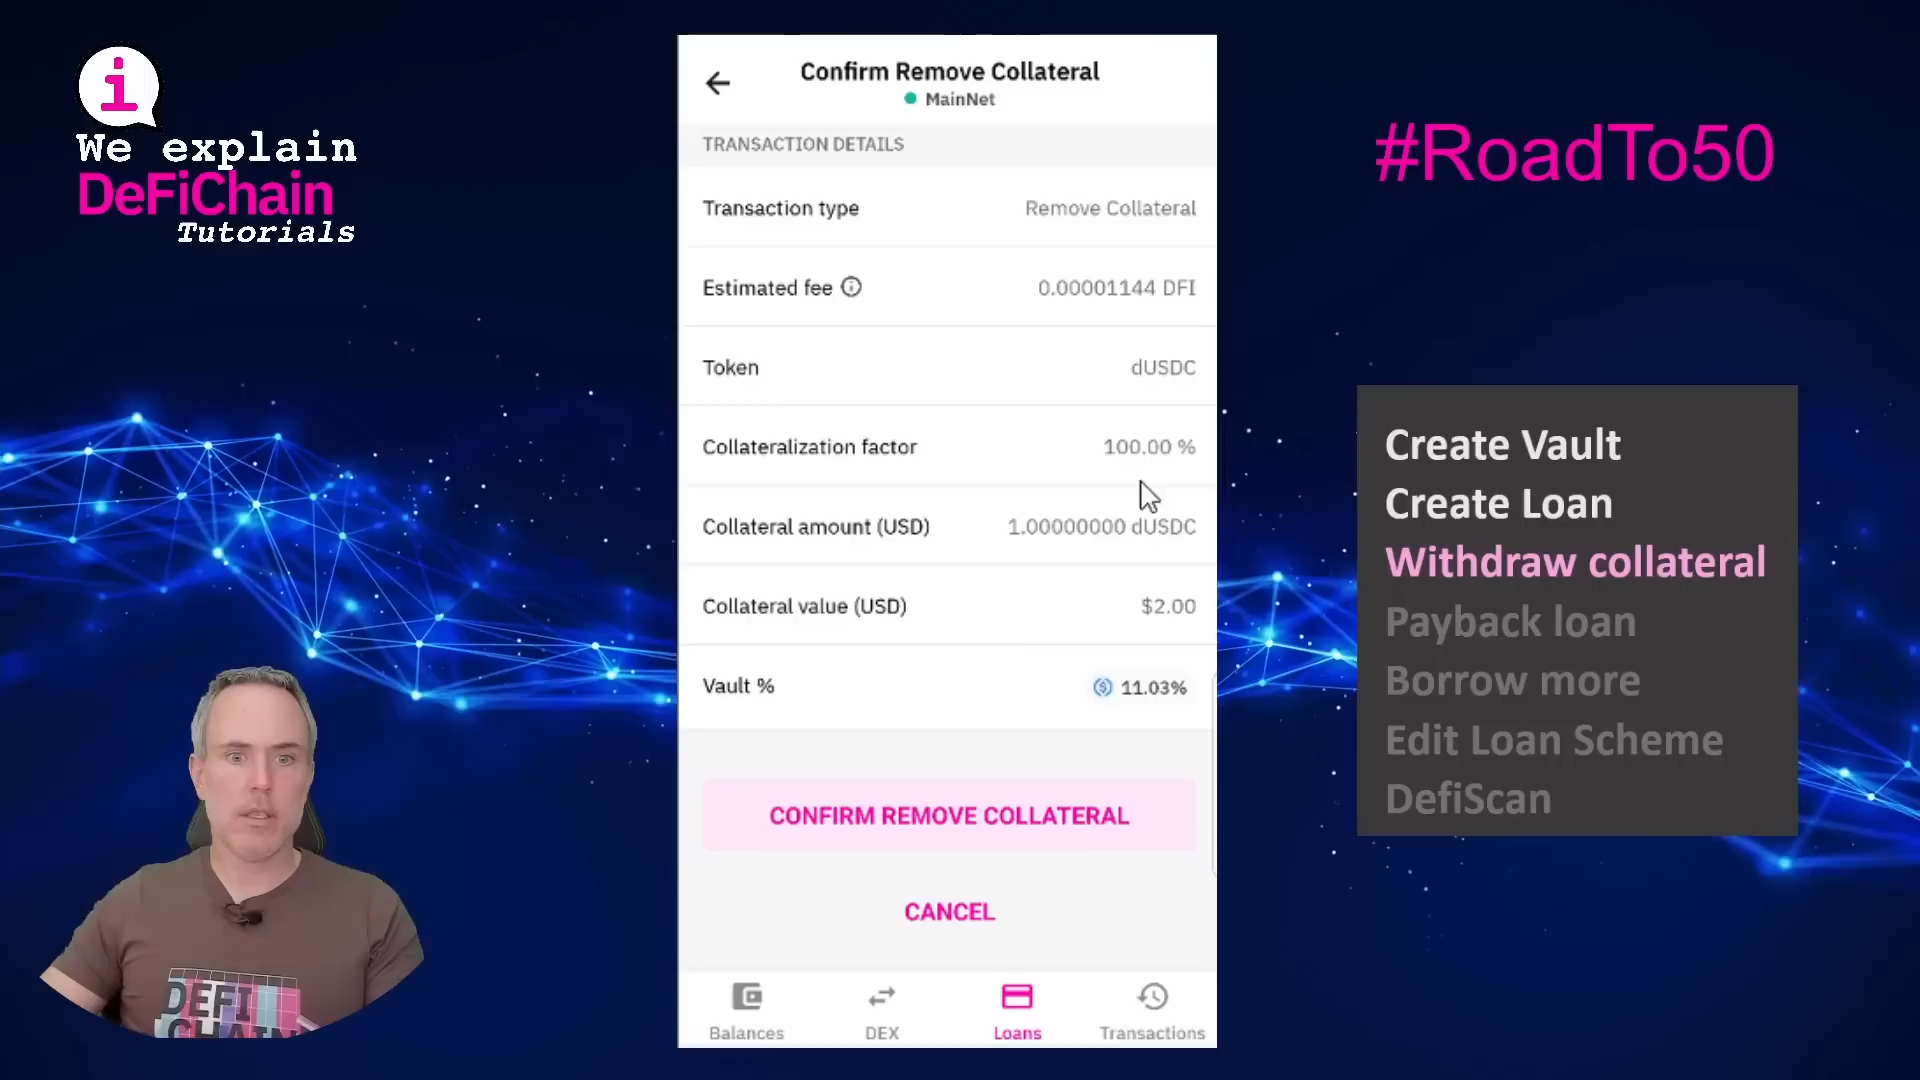 i
We explain
DeFiChain
Tutorials
Confirm Remove Collateral
MainNet
TRANSACTION DETAILS
Transaction type Remove Collateral
Estimated fee 0.00001144 DFI
Token dUSDC
Collateralization factor 100.00 %
Collateral amount (USD) 1.00000000 dUSDC
Collateral value (USD) $2.00
Vault % 11.03%
CONFIRM REMOVE COLLATERAL
CANCEL
Balances DEX Loans Transactions
#RoadTo50
Create Vault
Create Loan
Withdraw collateral
Payback loan
Borrow more
Edit Loan Scheme
DefiScan
DEFI
CHAIN